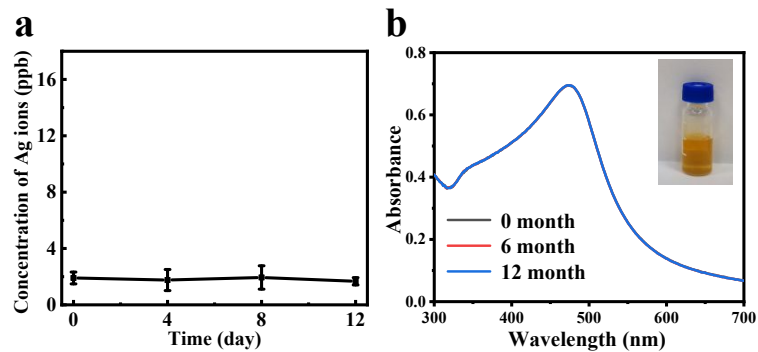 a
Concentration of Ag ions (ppb)
16
12
8
4
0
0
4
8
12
Time (day)
b
Absorbance
0.8
0.6
0.4
0.2
0.0
0 month
6 month
12 month
300
400
500
600
700
Wavelength (nm)